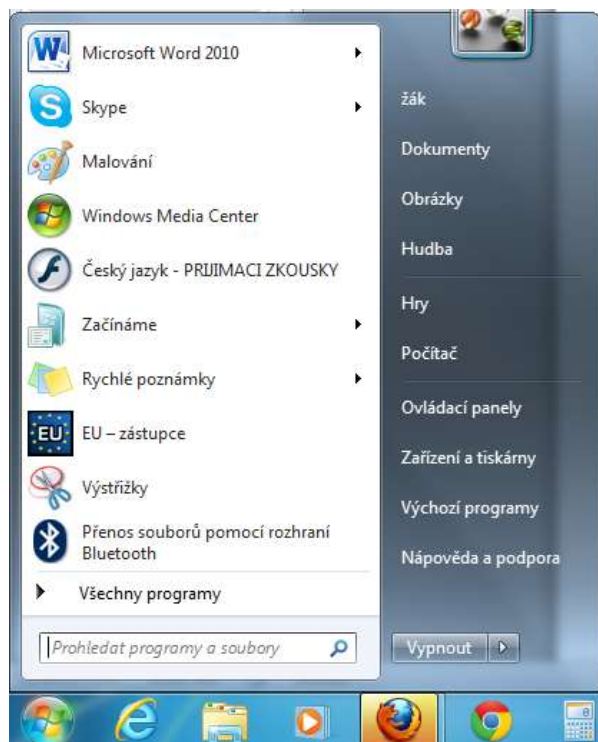 Microsoft Word 2010
Skype
Malování
Windows Media Center
Český jazyk - PRIJIMACI ZKOUSKY
Začínáme
Rychlé poznámky
EU
EU – zástupce
Výstřižky
Přenos souborů pomocí rozhraní
Bluetooth
Všechny programy
Prohledat programy a soubory
žák
Dokumenty
Obrázky
Hudba
Hry
Počítač
Ovládací panely
Zařízení a tiskárny
Výchozí programy
Nápověda a podpora
Vypnout